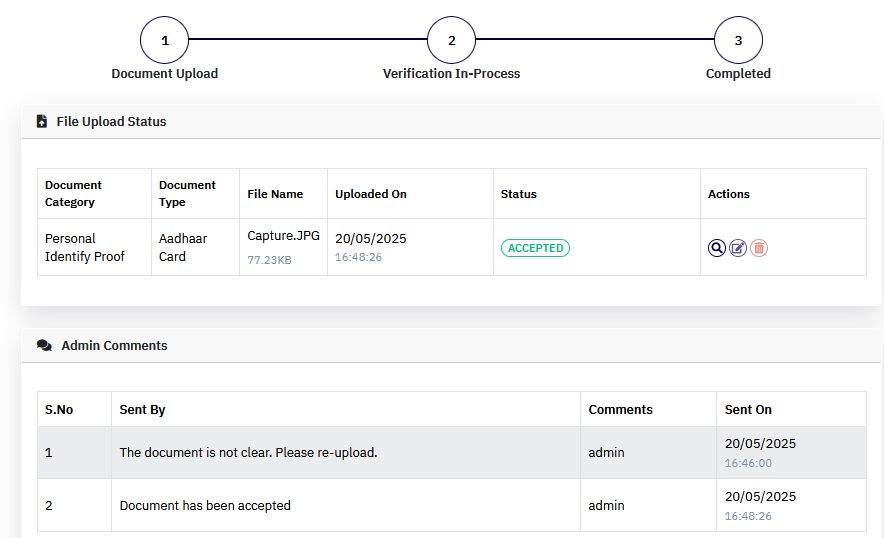 1 2 3
Document Upload Verification In-Process Completed
File Upload Status
Document Category Document Type File Name Uploaded On Status Actions
Personal Identify Proof Aadhaar Card Capture.JPG 77.23KB 20/05/2025 16:48:26 ACCEPTED
Admin Comments
S.No Sent By Comments Sent On
1 The document is not clear. Please re-upload. admin 20/05/2025 16:46:00
2 Document has been accepted admin 20/05/2025 16:48:26